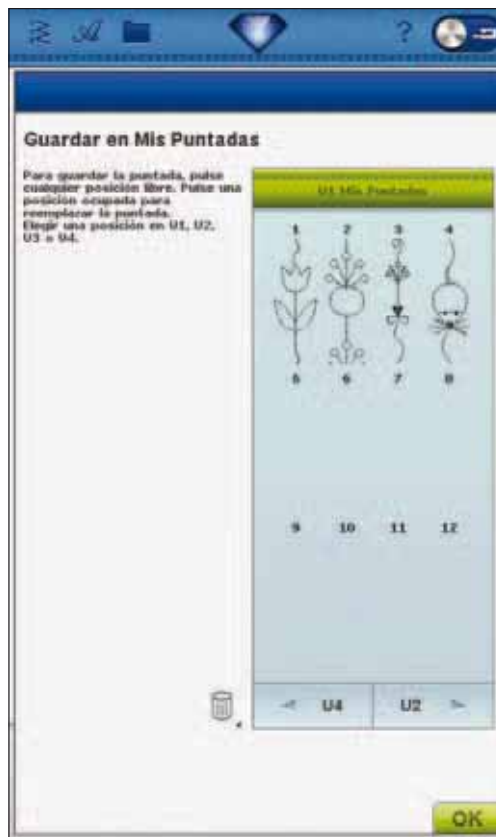 ?
Guardar en Mis Puntadas
Para guardar la puntada, pulse
cualquier posición libre. Pulse una
posición ocupada para
reemplazar la puntada.
Elegir una posición en U1, U2,
U3 o U4.
U1 Mis Puntadas
1 2 3 4
5 6 7 8
9 10 11 12
U4 U2
OK